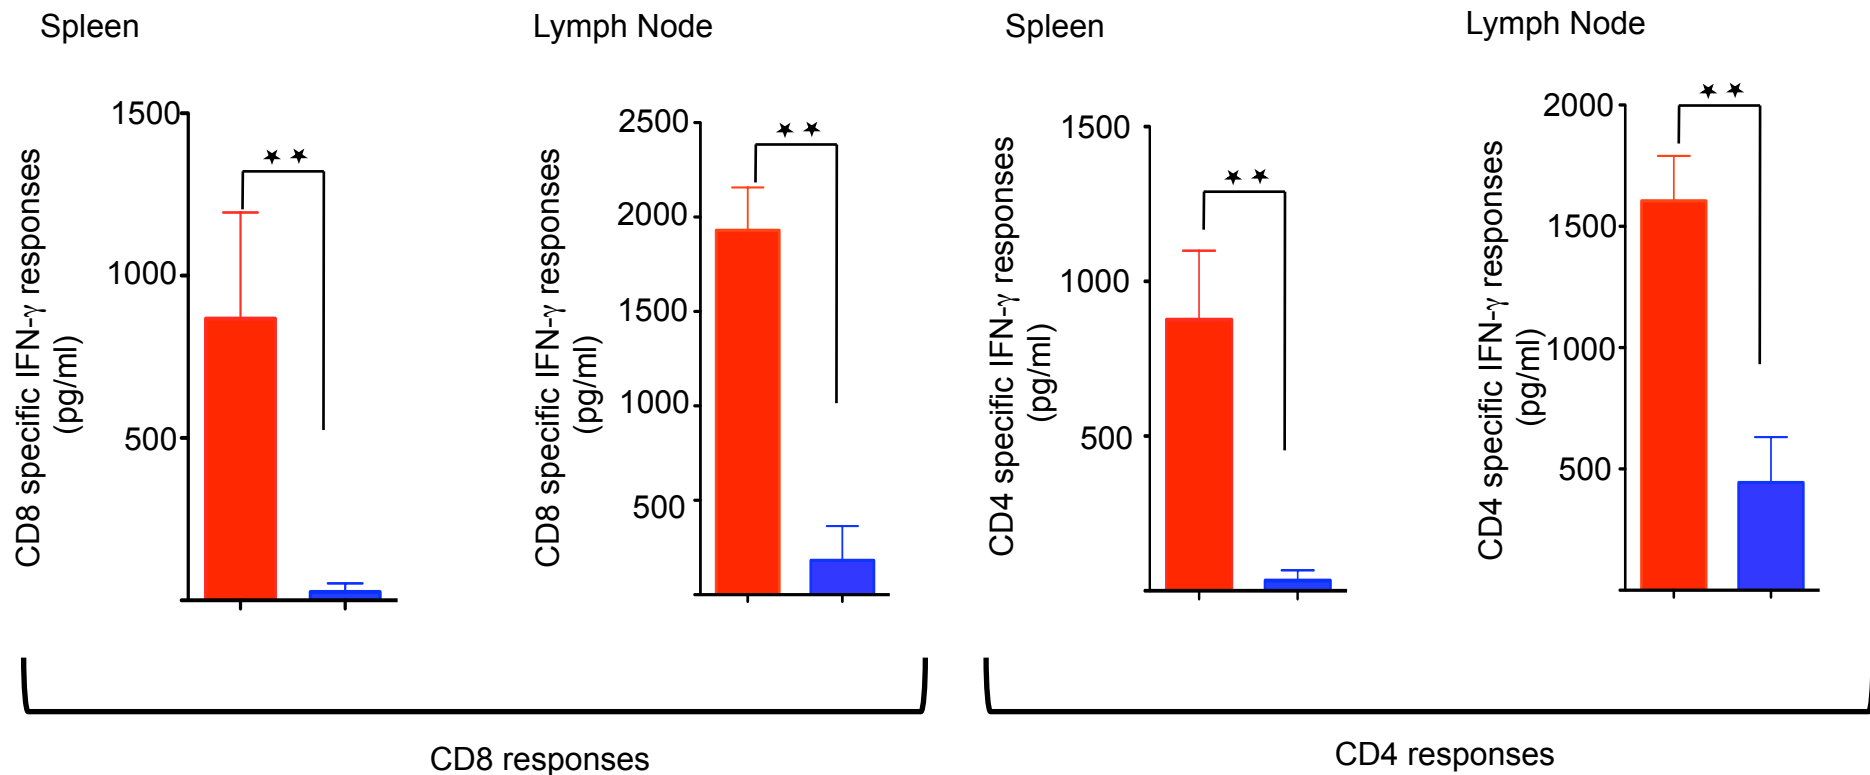 Spleen
Lymph Node
Spleen
Lymph Node
CD8 specific IFN-γ responses
(pg/ml)
1500
1000
500
★ ★
CD8 specific IFN-γ responses
(pg/ml)
2500
2000
1500
1000
500
★ ★
CD4 specific IFN-γ responses
(pg/ml)
1500
1000
500
★ ★
CD4 specific IFN-γ responses
(pg/ml)
2000
1500
1000
500
★ ★
CD8 responses
CD4 responses